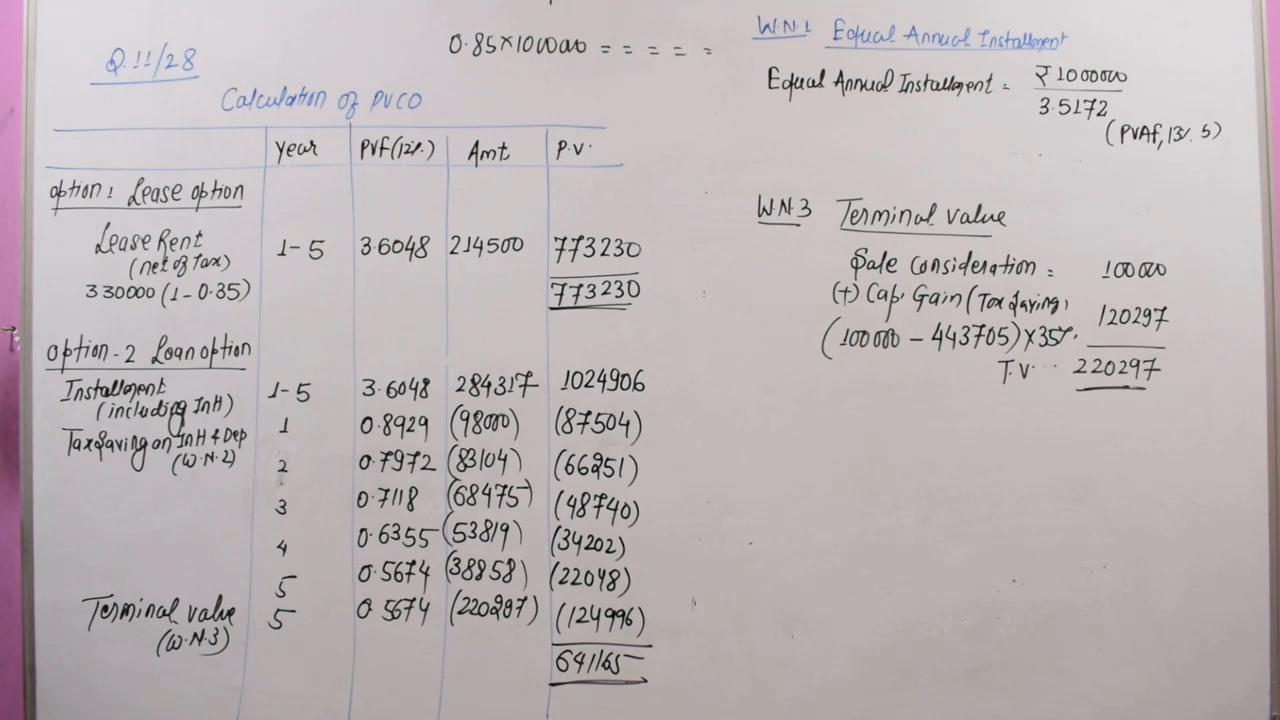 0.85×1000000 = = = = =
Q.11/28
Calculation of PVCO
year PVf(12%) Amt P.V.
Option 1 Lease option
Lease Rent 1-5 3.6048 214500 773230
(net of Tax)
330000 (1-0.35) 773230
Option-2 Loan option
Installment 1-5 3.6048 284317 1024906
(including InH)
1 0.8929 (98000) (87504)
Tax Saving on InH & Dep
(W.N.2)
2 0.7972 (83104) (66251)
3 0.7118 (68475) (48740)
4 0.6355 (53819) (34202)
5 0.5674 (38858) (22048)
Terminal value 5 0.5674 (220297) (124996)
(W.N.3)
641165
W.N.1 Equal Annual Installment
Equal Annual Installment = ₹1000000
3.5172
(PVAf, 13%, 5)
W.N.3 Terminal value
Sale Consideration = 100000
(+) Cap. Gain (Tax Saving) 120297
(100000 - 443705) × 35%
T.V. 220297